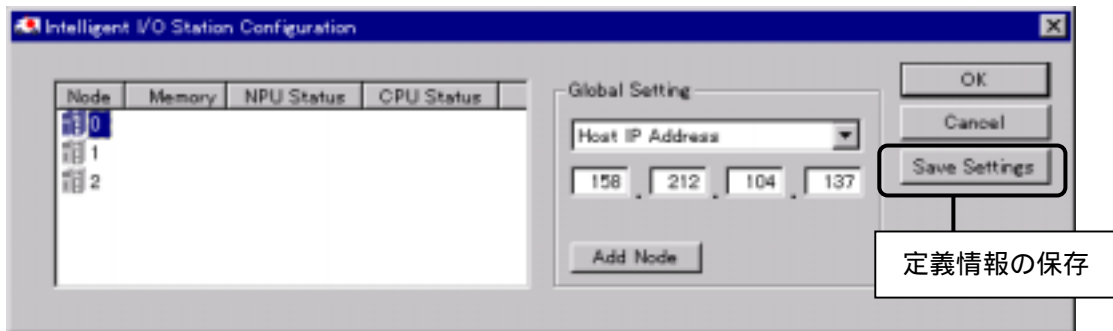 Intelligent I/O Station Configuration
Node Memory NPU Status CPU Status
0
1
2
Global Setting
Host IP Address
158 . 212 . 104 . 137
Add Node
OK
Cancel
Save Settings
定義情報の保存